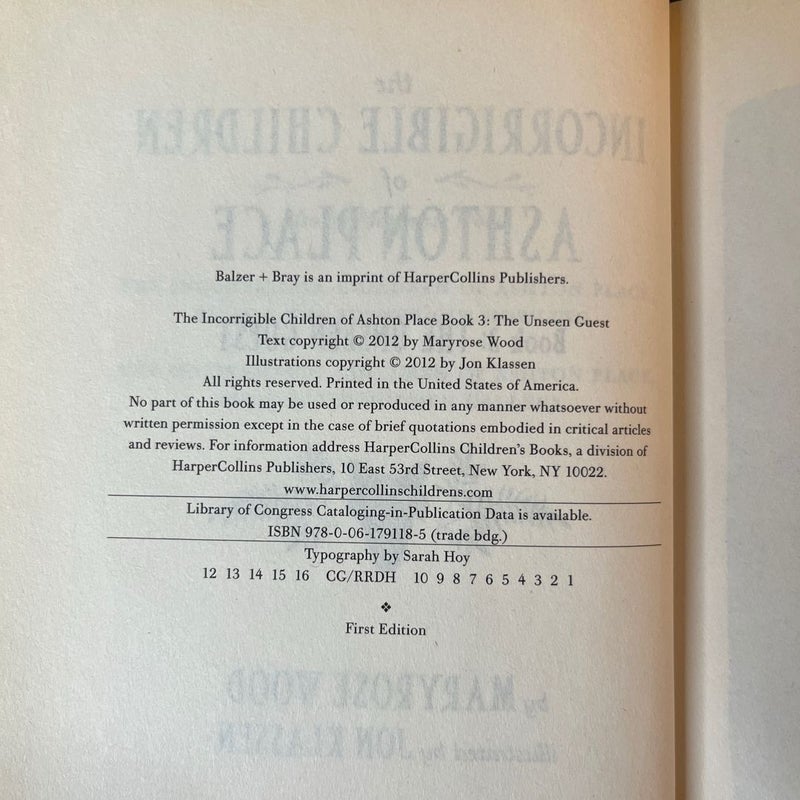 Balzer + Bray is an imprint of HarperCollins Publishers.
The Incorrigible Children of Ashton Place Book 3: The Unseen Guest
Text copyright © 2012 by Maryrose Wood
Illustrations copyright © 2012 by Jon Klassen
All rights reserved. Printed in the United States of America.
No part of this book may be used or reproduced in any manner whatsoever without
written permission except in the case of brief quotations embodied in critical articles
and reviews. For information address HarperCollins Children's Books, a division of
HarperCollins Publishers, 10 East 53rd Street, New York, NY 10022.
www.harpercollinschildrens.com
Library of Congress Cataloging-in-Publication Data is available.
ISBN 978-0-06-179118-5 (trade bdg.)
Typography by Sarah Hoy
12 13 14 15 16 CG/RRDH 10 9 8 7 6 5 4 3 2 1
❖
First Edition